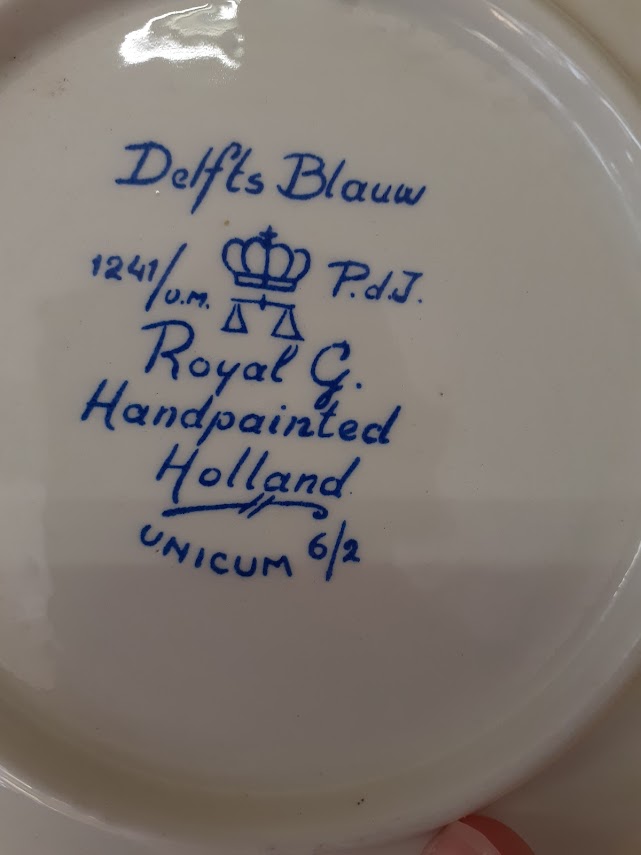 Delfts Blauw
1241/U.M. P.d.J.
Royal G.
Handpainted
Holland
UNICUM 6/2